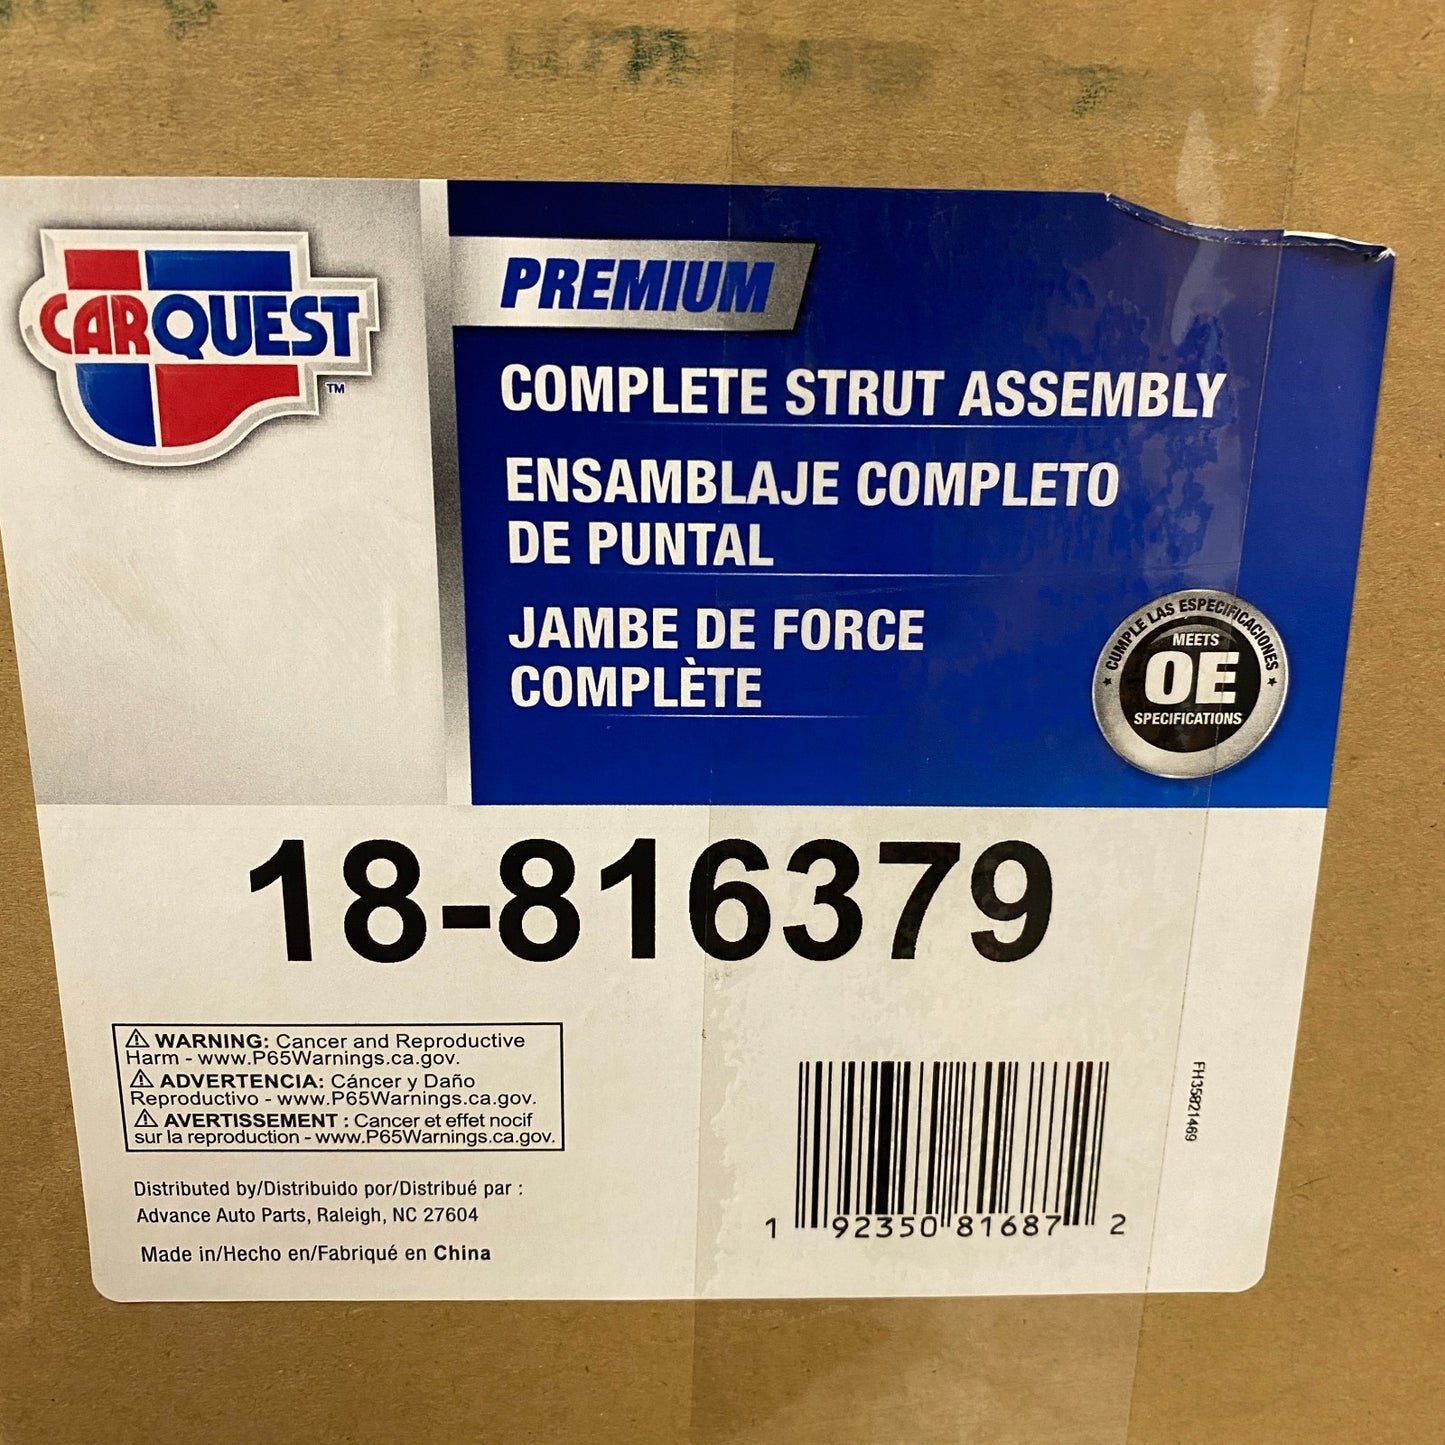 CARQUEST
TM
PREMIUM
COMPLETE STRUT ASSEMBLY
ENSAMBLAJE COMPLETO
DE PUNTAL
JAMBE DE FORCE
COMPLÈTE
CUMPLE LAS ESPECIFICACIONES
MEETS
OE
SPECIFICATIONS
18-816379
⚠ WARNING: Cancer and Reproductive
Harm - www.P65Warnings.ca.gov.
⚠ ADVERTENCIA: Cáncer y Daño
Reproductivo - www.P65Warnings.ca.gov.
⚠ AVERTISSEMENT : Cancer et effet nocif
sur la reproduction - www.P65Warnings.ca.gov.
Distributed by/Distribuido por/Distribué par :
Advance Auto Parts, Raleigh, NC 27604
Made in/Hecho en/Fabriqué en China
1 92350 81687 2
FH35821469